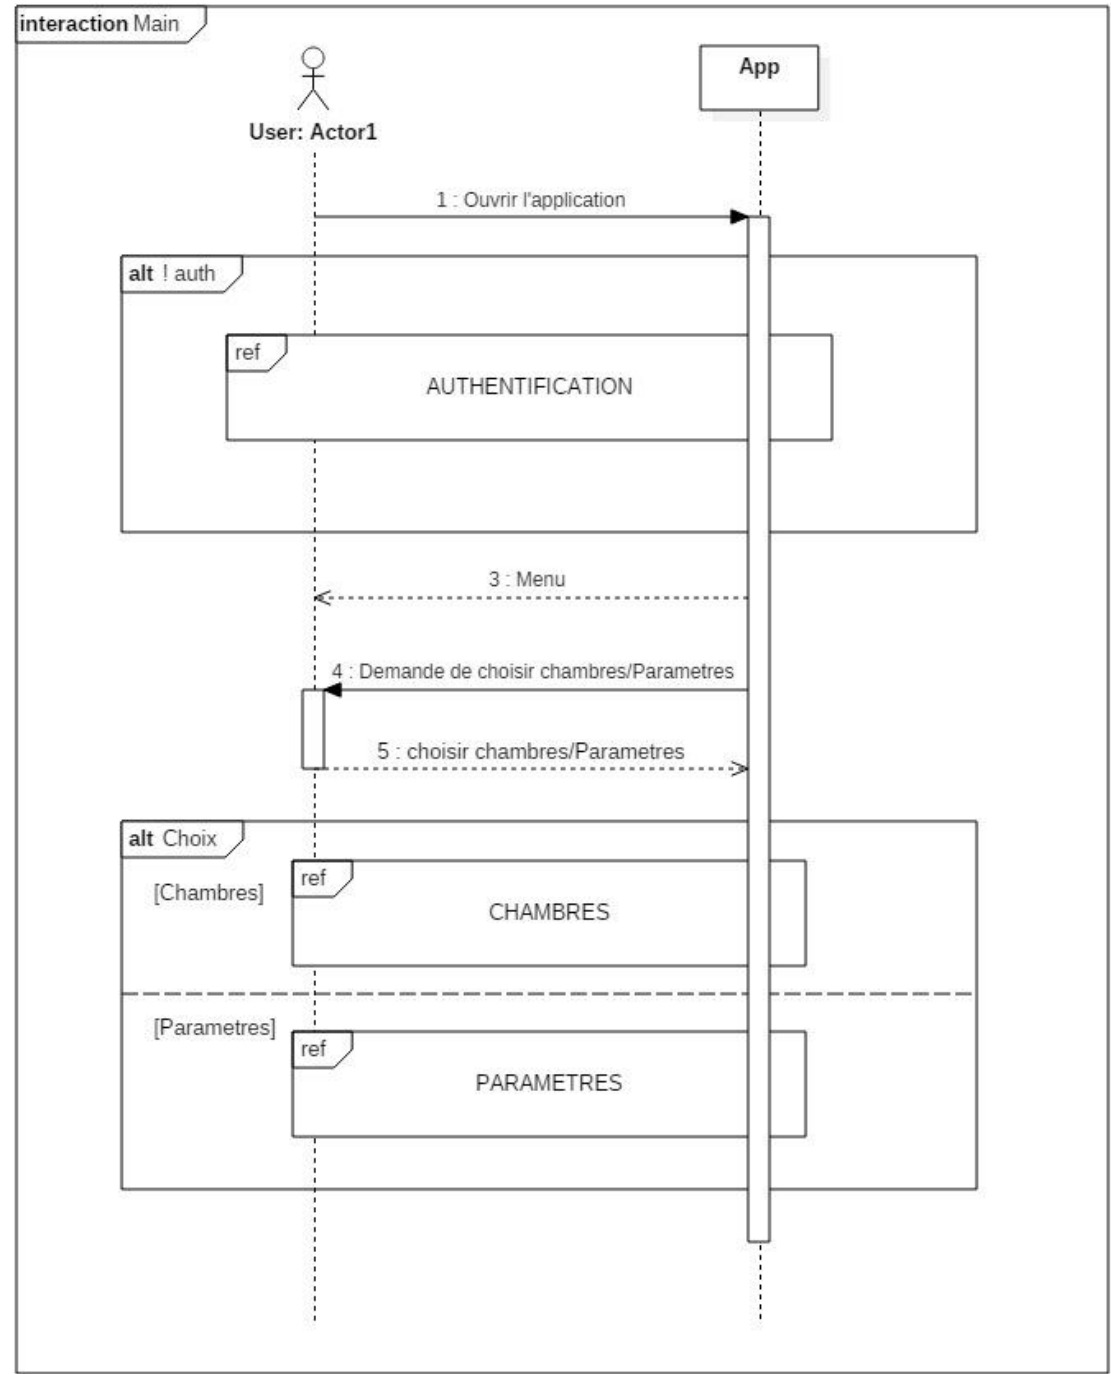 interaction Main
App
User: Actor1
1 : Ouvrir l'application
alt ! auth
ref
AUTHENTIFICATION
3 : Menu
4 : Demande de choisir chambres/Parametres
5 : choisir chambres/Parametres
alt Choix
ref
[Chambres]
CHAMBRES
[Parametres]
ref
PARAMETRES